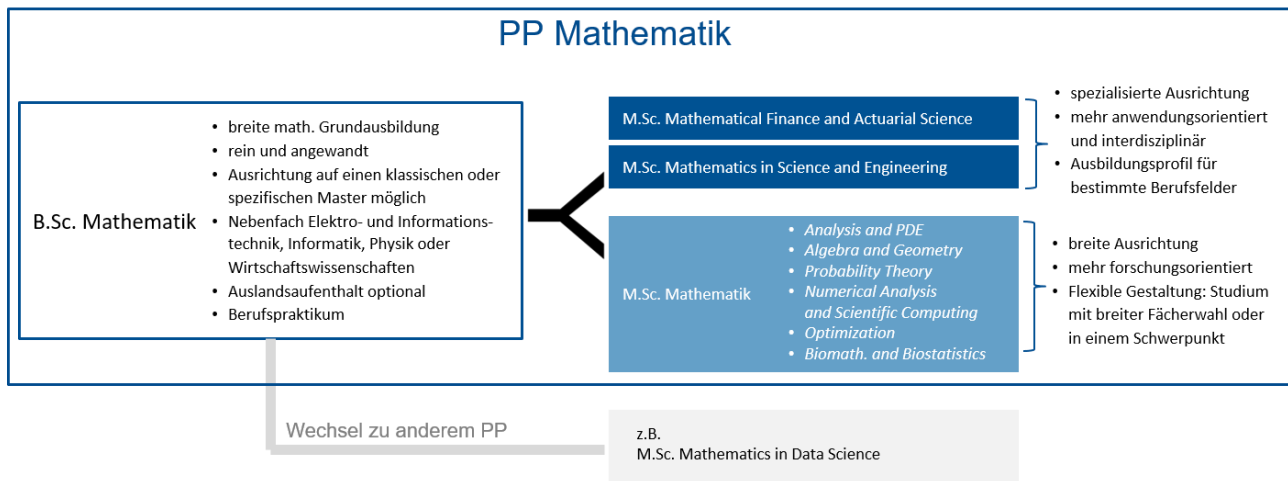 PP Mathematik
B.Sc. Mathematik
• breite math. Grundausbildung
• rein und angewandt
• Ausrichtung auf einen klassischen oder
spezifischen Master möglich
• Nebenfach Elektro- und Informations-
technik, Informatik, Physik oder
Wirtschaftswissenschaften
• Auslandsaufenthalt optional
• Berufspraktikum
M.Sc. Mathematical Finance and Actuarial Science
M.Sc. Mathematics in Science and Engineering
• spezialisierte Ausrichtung
• mehr anwendungsorientiert
und interdisziplinär
• Ausbildungsprofil für
bestimmte Berufsfelder
M.Sc. Mathematik
• Analysis and PDE
• Algebra and Geometry
• Probability Theory
• Numerical Analysis
and Scientific Computing
• Optimization
• Biomath. and Biostatistics
• breite Ausrichtung
• mehr forschungsorientiert
• Flexible Gestaltung: Studium
mit breiter Fächerwahl oder
in einem Schwerpunkt
Wechsel zu anderem PP
z.B.
M.Sc. Mathematics in Data Science